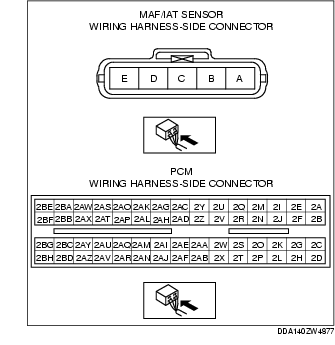 MAF/IAT SENSOR
WIRING HARNESS-SIDE CONNECTOR
E D C B A
PCM
WIRING HARNESS-SIDE CONNECTOR
2BE 2BA 2AW 2AS 2AO 2AK 2AG 2AC 2Y 2U 2Q 2M 2I 2E 2A
2BF 2BB 2AX 2AT 2AP 2AL 2AH 2AD 2Z 2V 2R 2N 2J 2F 2B
2BG 2BC 2AY 2AU 2AQ 2AM 2AI 2AE 2AA 2W 2S 2O 2K 2G 2C
2BH 2BD 2AZ 2AV 2AR 2AN 2AJ 2AF 2AB 2X 2T 2P 2L 2H 2D
DDA140ZW4977